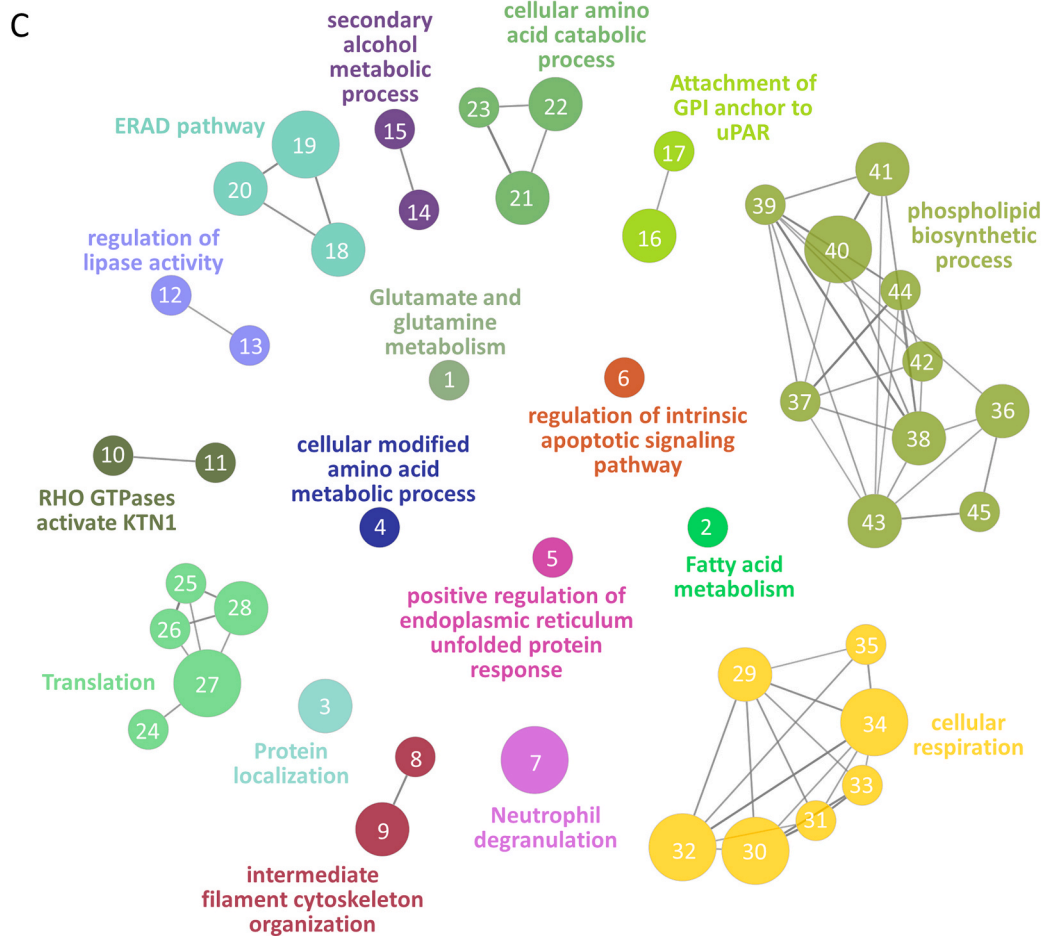 C
secondary
alcohol
metabolic
process
15
14
cellular amino
acid catabolic
process
23
22
21
Attachment of
GPI anchor to
uPAR
17
16
ERAD pathway
19
20
18
41
39
40
44
42
37
36
38
43
45
phospholipid
biosynthetic
process
regulation of
lipase activity
12
13
Glutamate and
glutamine
metabolism
1
6
regulation of intrinsic
apoptotic signaling
pathway
10
11
RHO GTPases
activate KTN1
cellular modified
amino acid
metabolic process
4
2
Fatty acid
metabolism
5
positive regulation of
endoplasmic reticulum
unfolded protein
response
25
28
26
27
24
Translation
3
Protein
localization
8
9
intermediate
filament cytoskeleton
organization
7
Neutrophil
degranulation
35
29
34
33
31
32
30
cellular
respiration